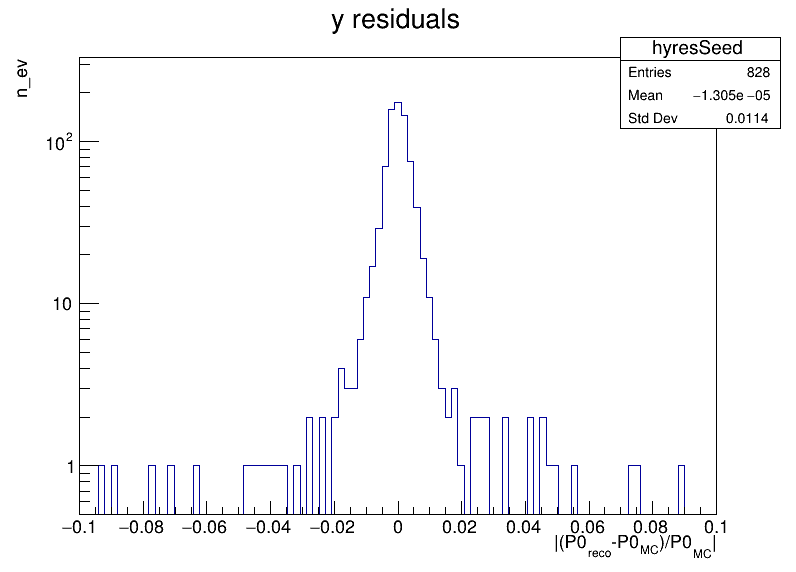 y residuals
hyresSeed
Entries 828
Mean −1.305e−05
Std Dev 0.0114
n_ev
10²
10
1
−0.1 −0.08 −0.06 −0.04 −0.02 0 0.02 0.04 0.06 0.08 0.1
|(P0reco-P0MC)/P0MC|